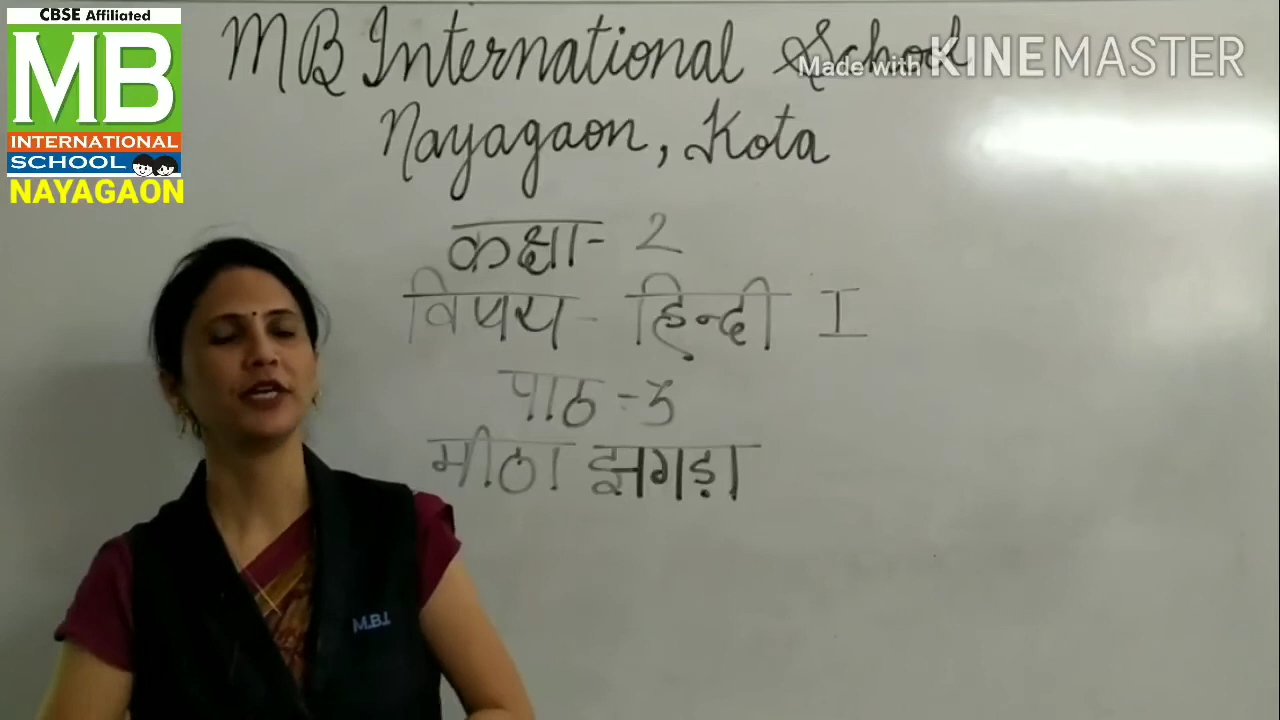 CBSE Affiliated
MB
INTERNATIONAL
SCHOOL
NAYAGAON
MB International School
Made with KINEMASTER
Nayagaon, Kota
कक्षा- 2
विषय - हिन्दी I
पाठ -3
मीठा झगड़ा
M.B.I